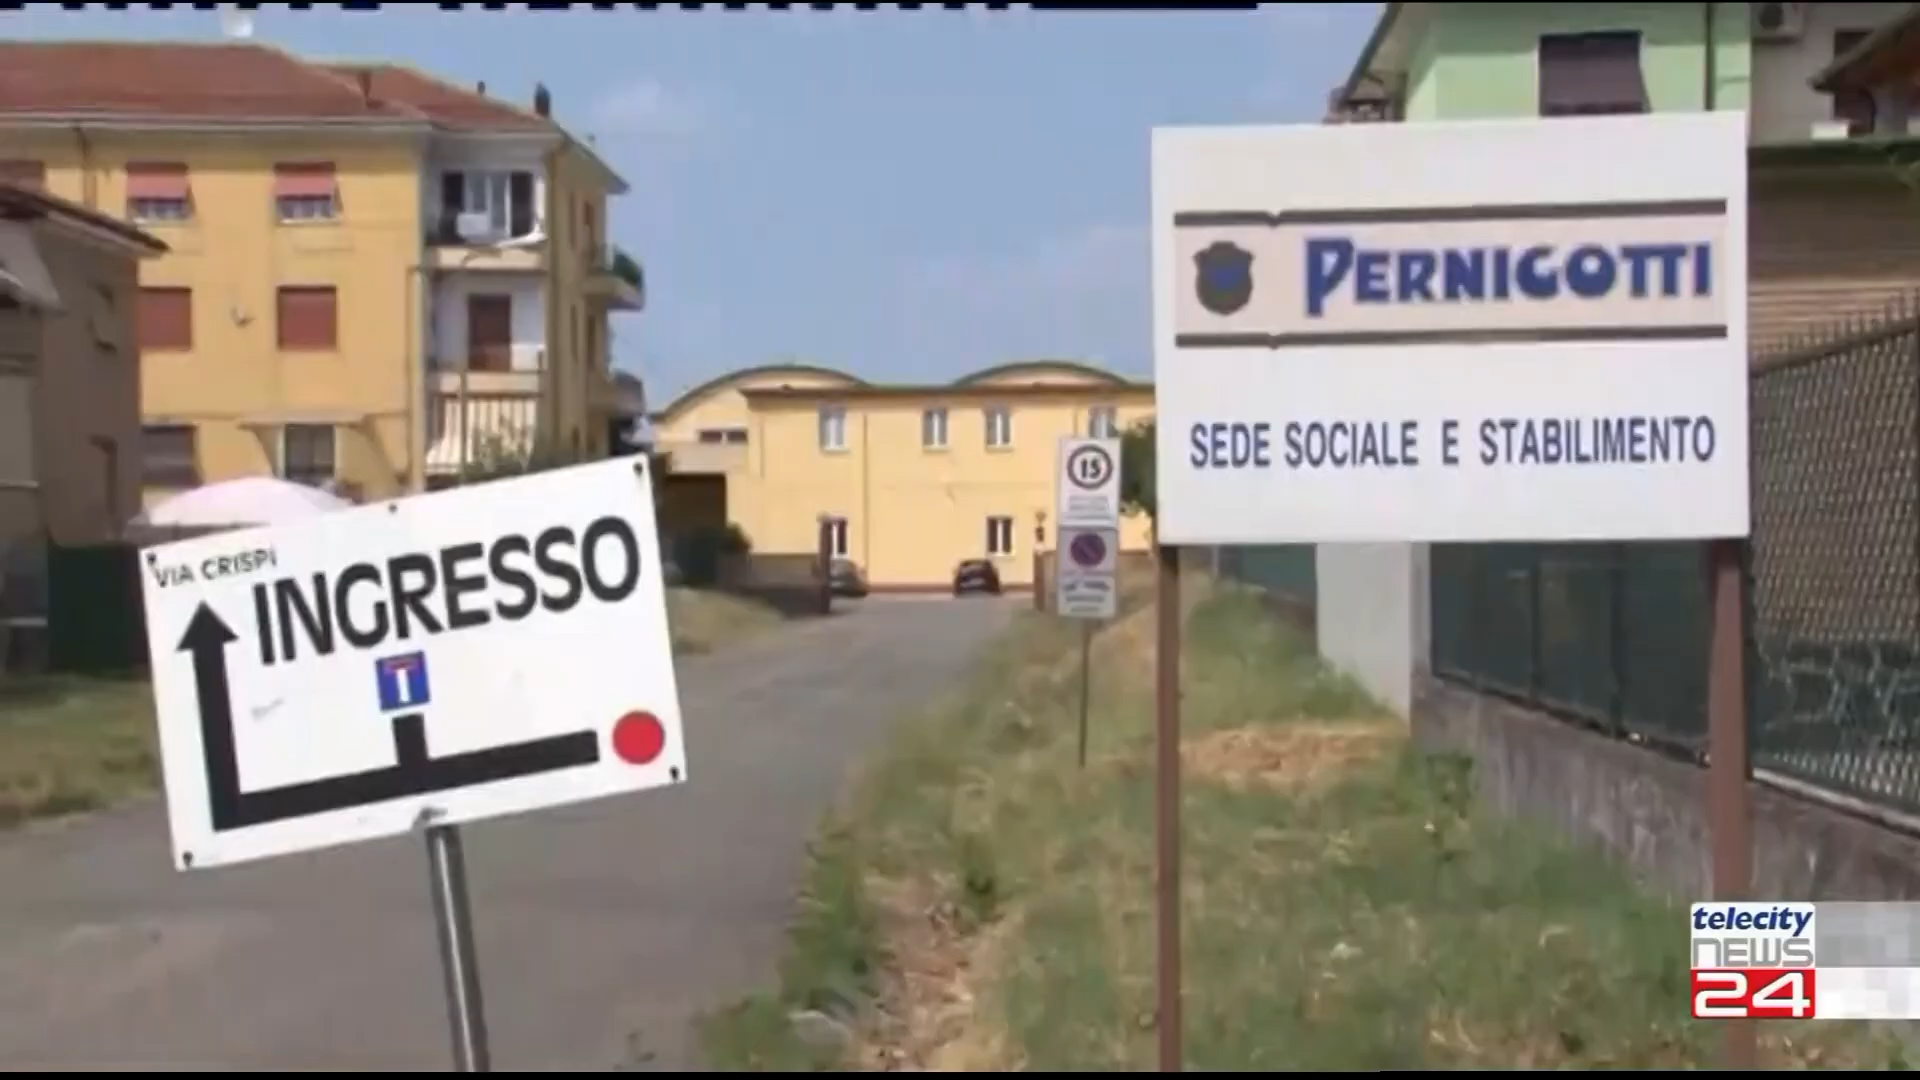 PERNIGOTTI
SEDE SOCIALE E STABILIMENTO
15
VIA CRISPI
INGRESSO
telecity
NEWS
24